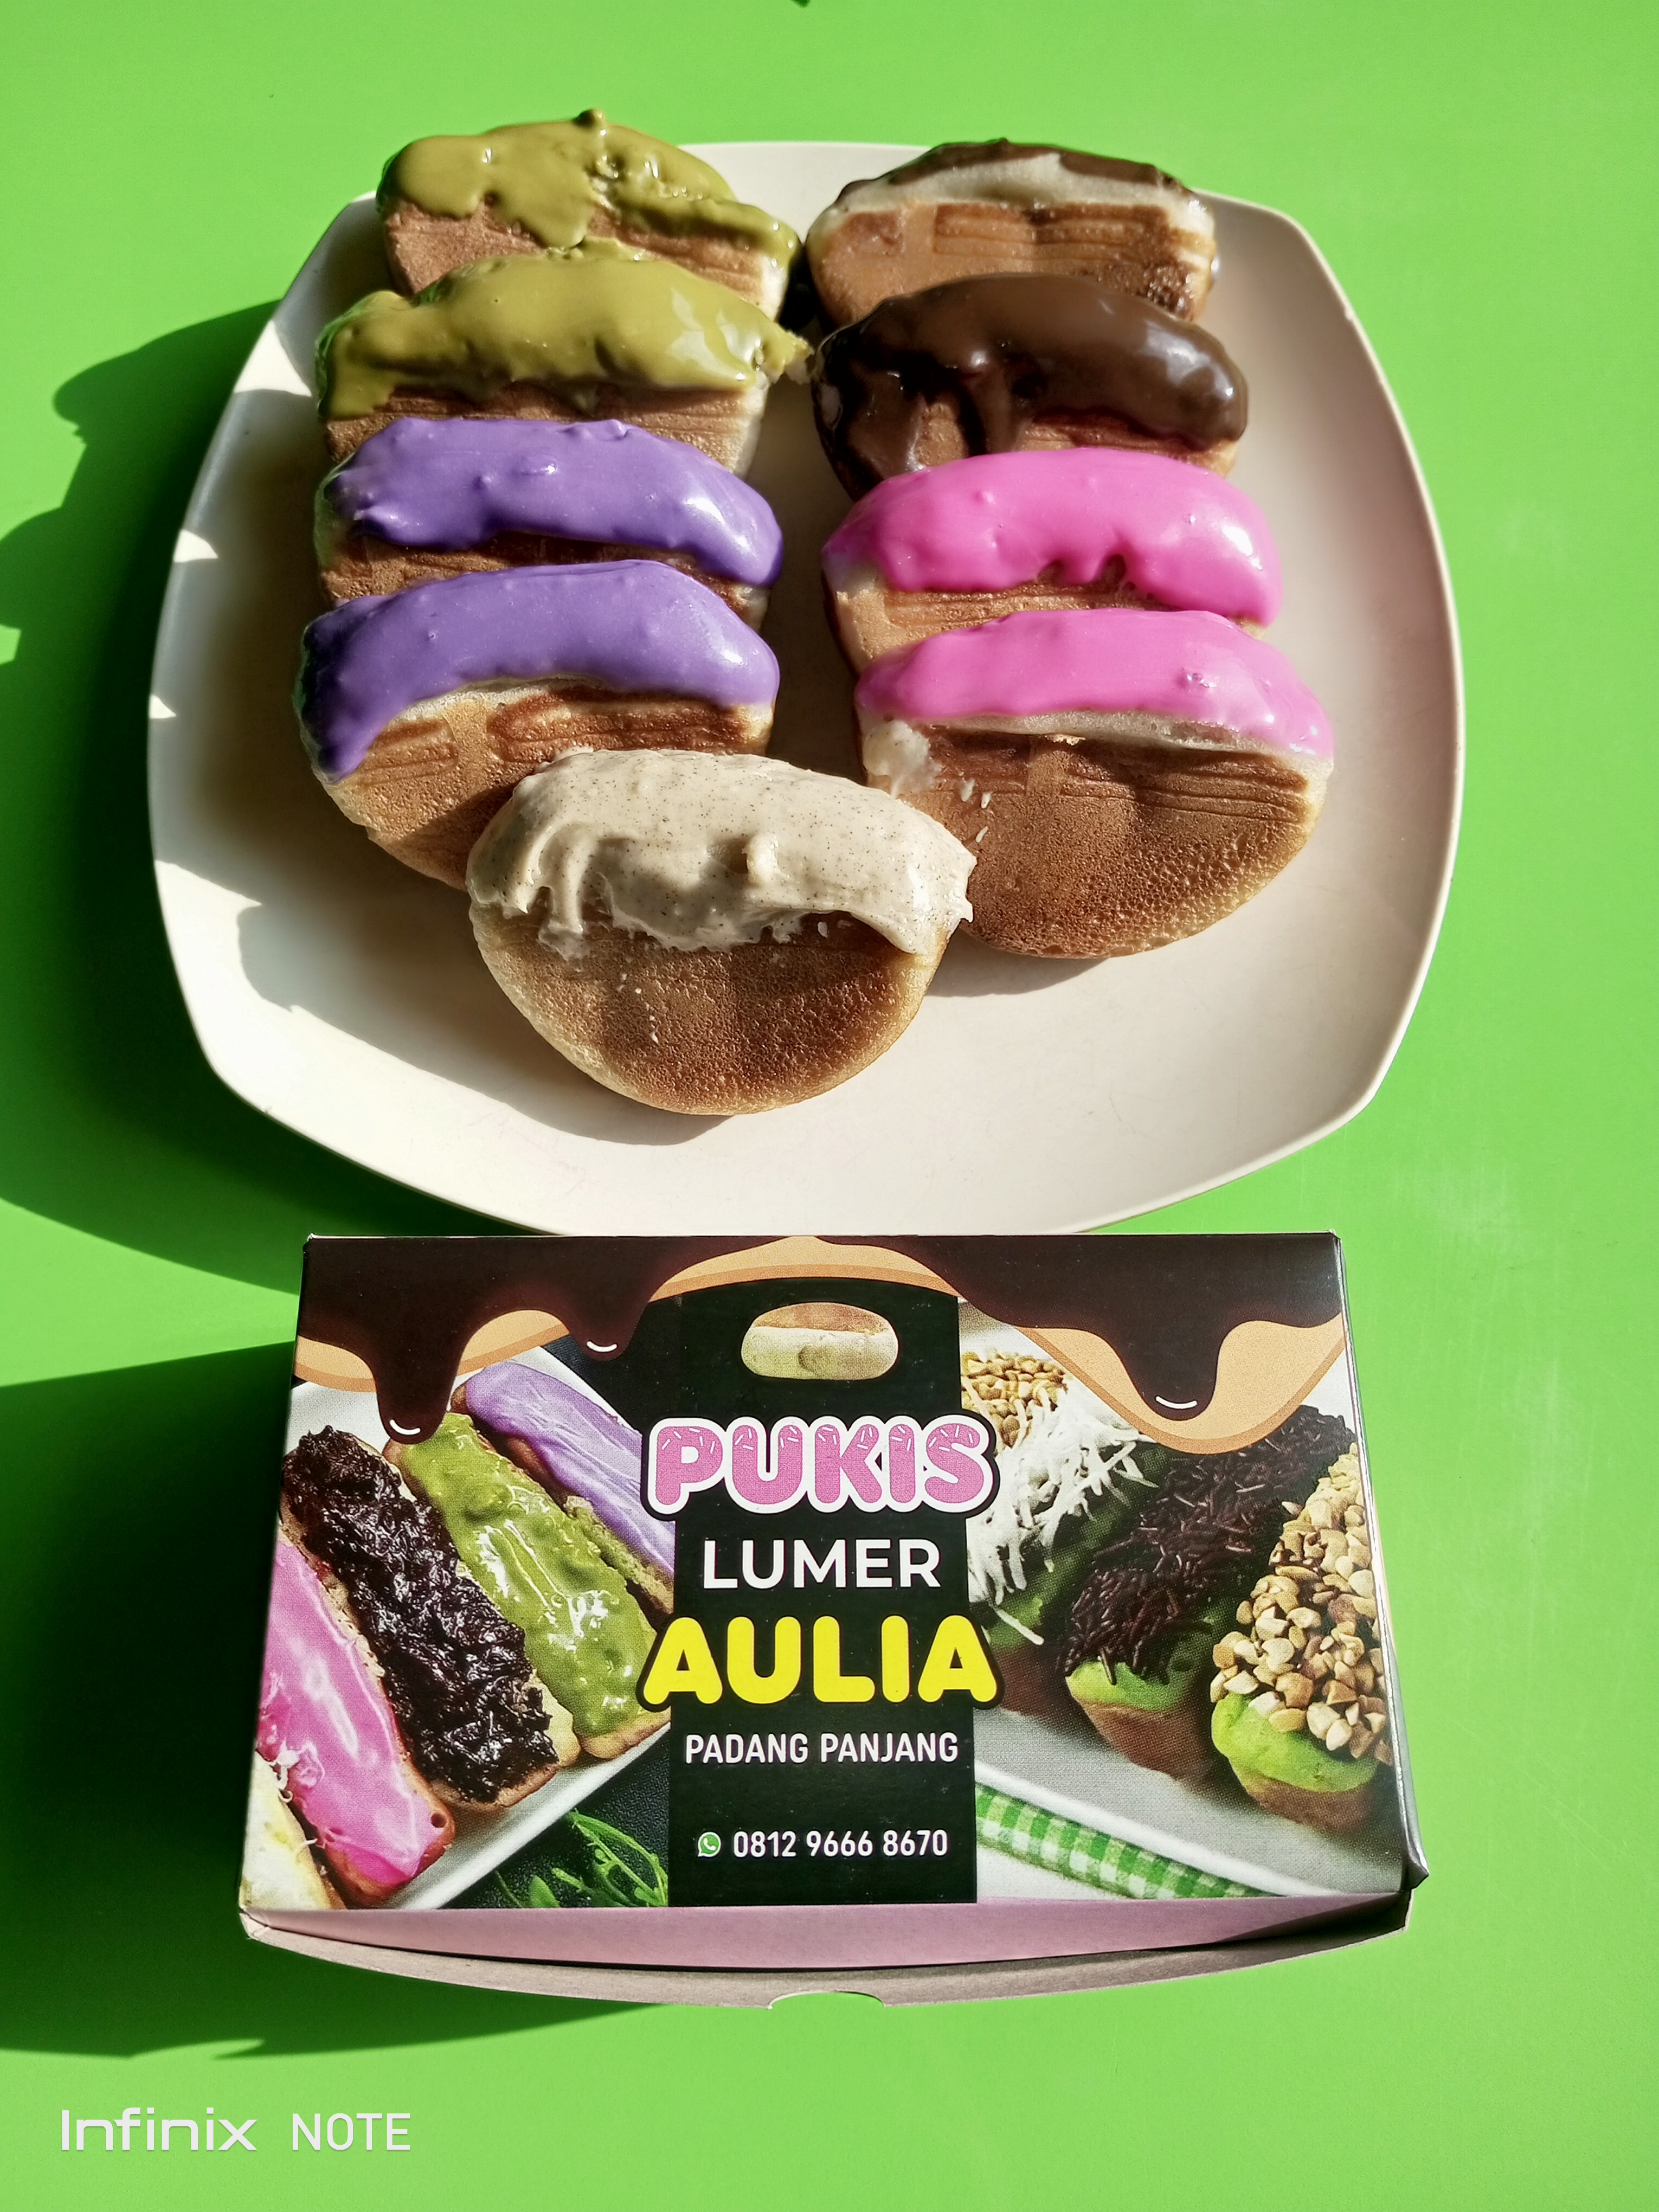 PUKIS
LUMER
AULIA
PADANG PANJANG
0812 9666 8670
Infinix NOTE